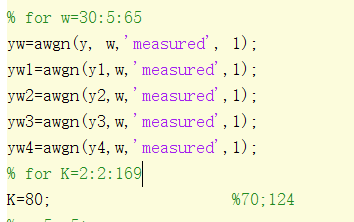 % for w=30:5:65
yw=awgn(y, w,'measured', 1);
yw1=awgn(y1,w,'measured',1);
yw2=awgn(y2,w,'measured',1);
yw3=awgn(y3,w,'measured',1);
yw4=awgn(y4,w,'measured',1);
% for K=2:2:169
K=80; %70;124